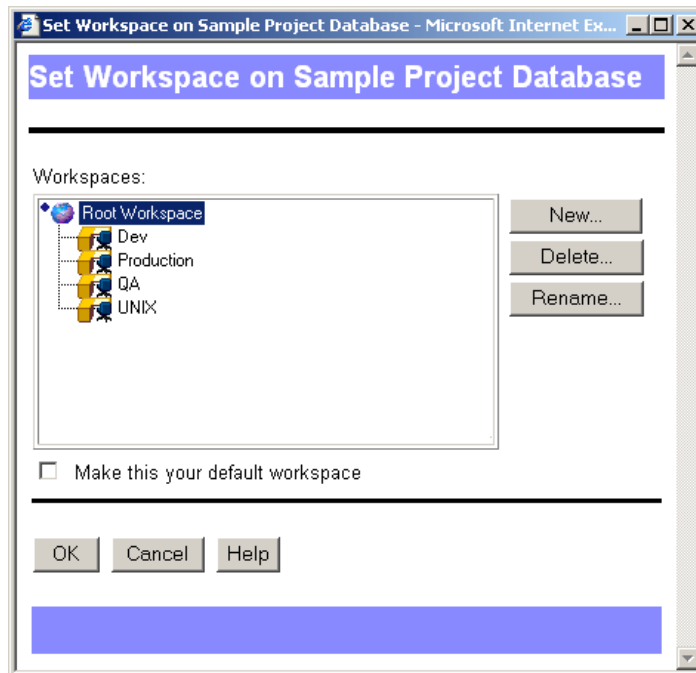 Set Workspace on Sample Project Database - Microsoft Internet Ex...
Set Workspace on Sample Project Database
Workspaces:
Root Workspace
Dev
Production
QA
UNIX
New...
Delete...
Rename...
Make this your default workspace
OK Cancel Help